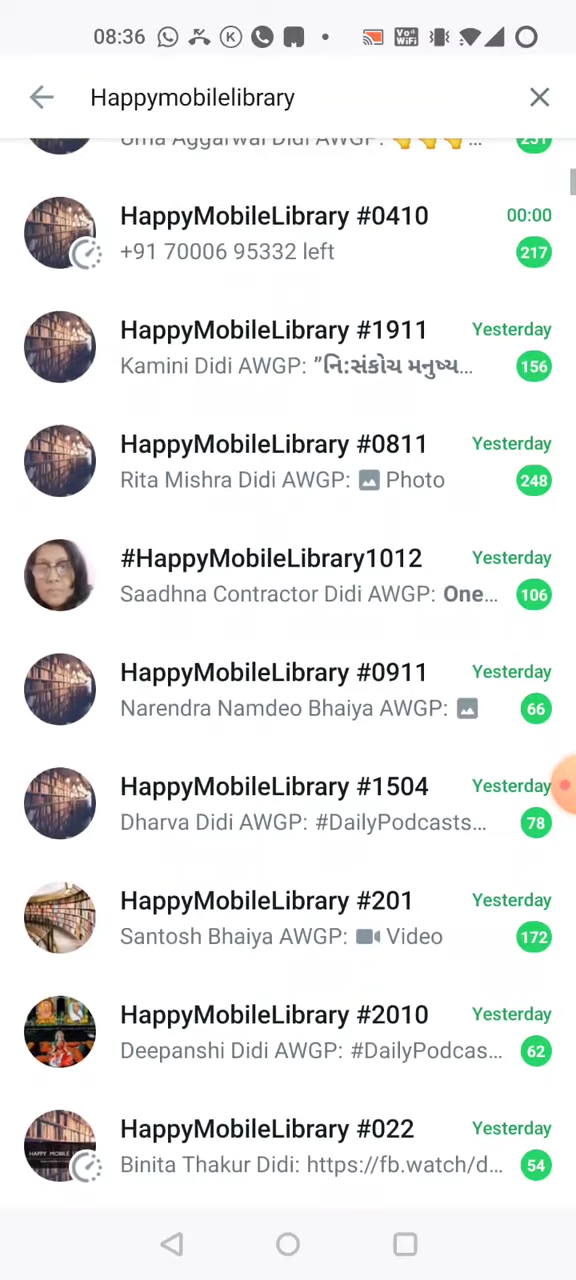 08:36
Happymobilelibrary
Uma Aggarwal Didi AWGP: 👇👇👇...
231
HappyMobileLibrary #0410
00:00
+91 70006 95332 left
217
HappyMobileLibrary #1911
Yesterday
Kamini Didi AWGP: "નિ:સંકોચ મનુષ્ય...
156
HappyMobileLibrary #0811
Yesterday
Rita Mishra Didi AWGP: Photo
248
#HappyMobileLibrary1012
Yesterday
Saadhna Contractor Didi AWGP: One...
106
HappyMobileLibrary #0911
Yesterday
Narendra Namdeo Bhaiya AWGP:
66
HappyMobileLibrary #1504
Yesterday
Dharva Didi AWGP: #DailyPodcasts...
78
HappyMobileLibrary #201
Yesterday
Santosh Bhaiya AWGP: Video
172
HappyMobileLibrary #2010
Yesterday
Deepanshi Didi AWGP: #DailyPodcas...
62
HAPPY MOBILE
HappyMobileLibrary #022
Yesterday
Binita Thakur Didi: https://fb.watch/d...
54